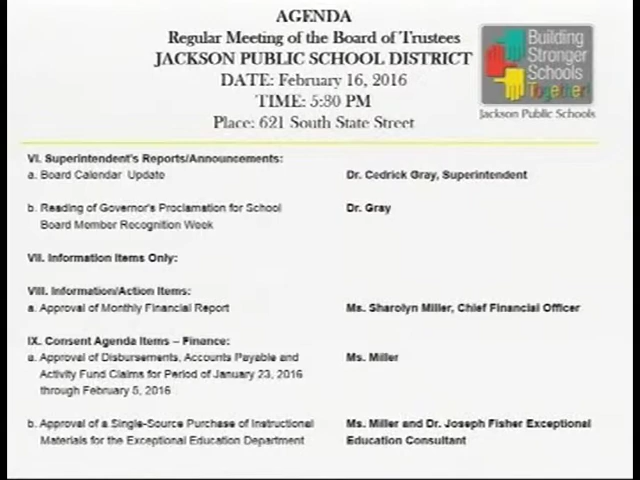 AGENDA
Regular Meeting of the Board of Trustees
JACKSON PUBLIC SCHOOL DISTRICT
DATE: February 16, 2016
TIME: 5:30 PM
Place: 621 South State Street
Building
Stronger
Schools
Together
Jackson Public Schools
VI. Superintendent's Reports/Announcements:
a. Board Calendar Update Dr. Cedrick Gray, Superintendent
b. Reading of Governor's Proclamation for School Dr. Gray
Board Member Recognition Week
VII. Information Items Only:
VIII. Information/Action Items:
a. Approval of Monthly Financial Report Ms. Sharolyn Miller, Chief Financial Officer
IX. Consent Agenda Items – Finance:
a. Approval of Disbursements, Accounts Payable and Ms. Miller
Activity Fund Claims for Period of January 23, 2016
through February 5, 2016
b. Approval of a Single-Source Purchase of Instructional Ms. Miller and Dr. Joseph Fisher Exceptional
Materials for the Exceptional Education Department Education Consultant